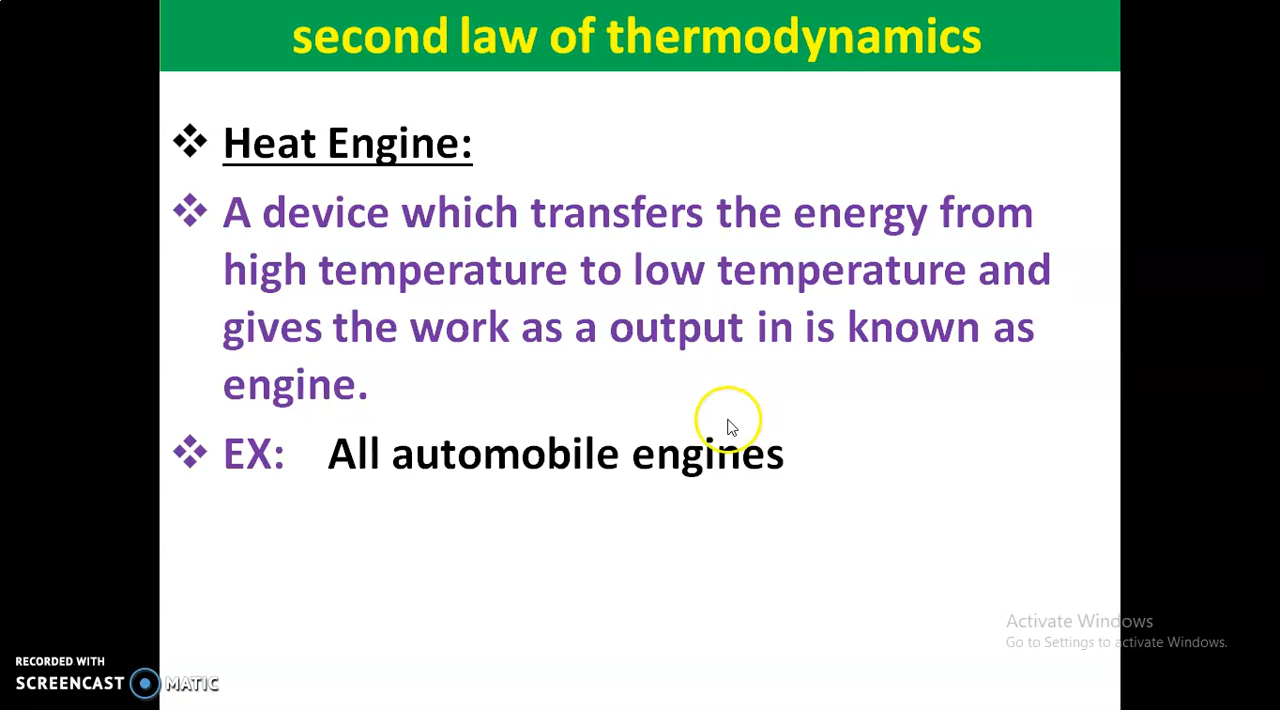 second law of thermodynamics
Heat Engine:
A device which transfers the energy from
high temperature to low temperature and
gives the work as a output in is known as
engine.
EX: All automobile engines
Activate Windows
Go to Settings to activate Windows.
RECORDED WITH
SCREENCAST MATIC